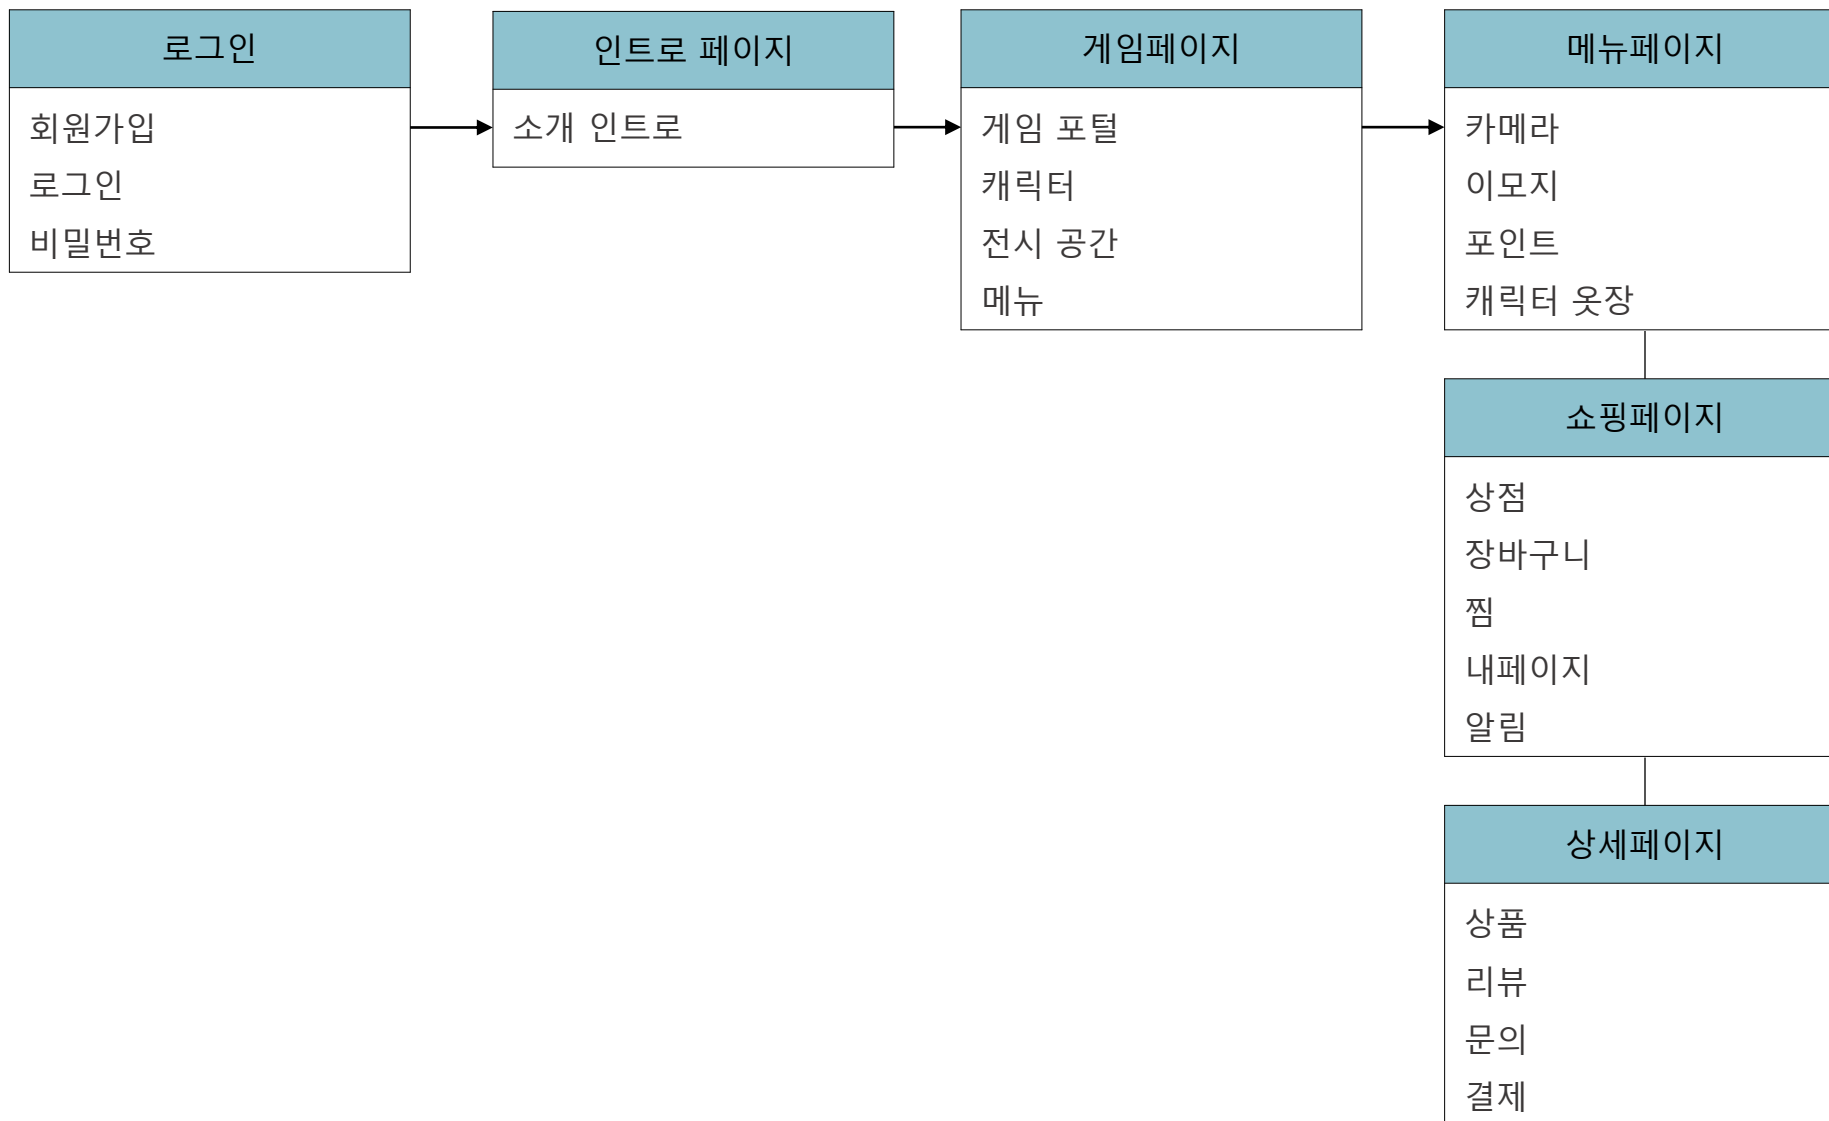 로그인
회원가입
로그인
비밀번호
인트로 페이지
소개 인트로
게임페이지
게임 포털
캐릭터
전시 공간
메뉴
메뉴페이지
카메라
이모지
포인트
캐릭터 옷장
쇼핑페이지
상점
장바구니
찜
내페이지
알림
상세페이지
상품
리뷰
문의
결제